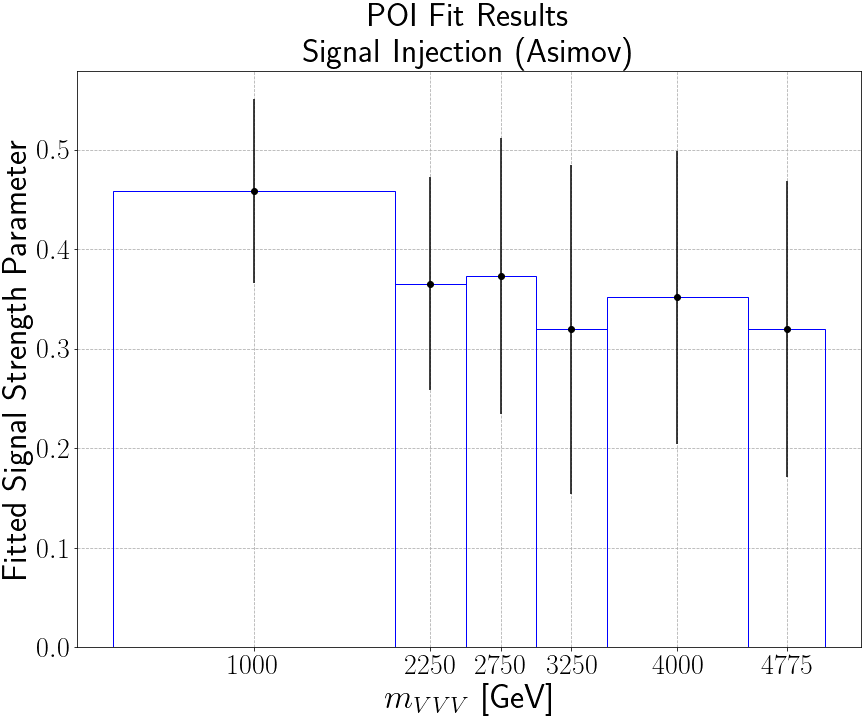 POI Fit Results
Signal Injection (Asimov)
Fitted Signal Strength Parameter
0.5
0.4
0.3
0.2
0.1
0.0
1000 2250 2750 3250 4000 4775
m_{VVV} [GeV]